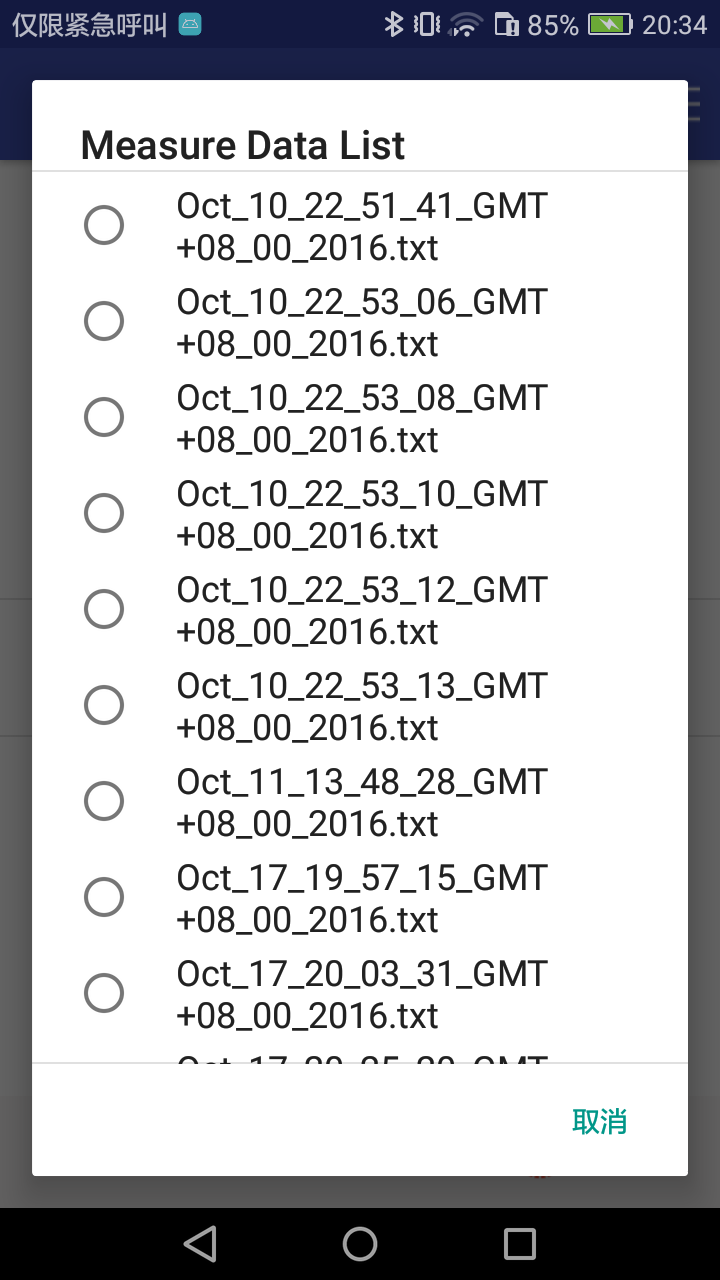 仅限紧急呼叫 85% 20:34
Measure Data List
Oct_10_22_51_41_GMT
+08_00_2016.txt
Oct_10_22_53_06_GMT
+08_00_2016.txt
Oct_10_22_53_08_GMT
+08_00_2016.txt
Oct_10_22_53_10_GMT
+08_00_2016.txt
Oct_10_22_53_12_GMT
+08_00_2016.txt
Oct_10_22_53_13_GMT
+08_00_2016.txt
Oct_11_13_48_28_GMT
+08_00_2016.txt
Oct_17_19_57_15_GMT
+08_00_2016.txt
Oct_17_20_03_31_GMT
+08_00_2016.txt
取消